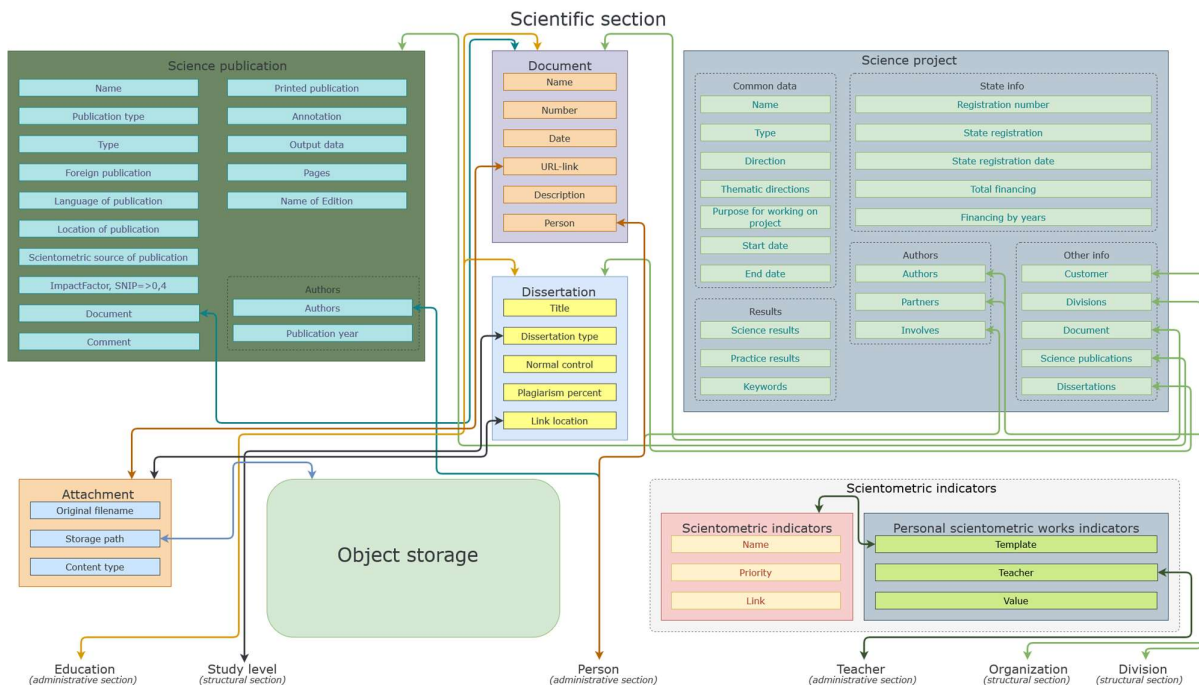 Scientific section
Science publication
Name
Publication type
Type
Foreign publication
Language of publication
Location of publication
Scientometric source of publication
ImpactFactor, SNIP=>0,4
Document
Comment
Printed publication
Annotation
Output data
Pages
Name of Edition
Authors
Authors
Publication year
Document
Name
Number
Date
URL-link
Description
Person
Dissertation
Title
Dissertation type
Normal control
Plagiarism percent
Link location
Science project
Common data
Name
Type
Direction
Thematic directions
Purpose for working on
project
Start date
End date
Results
Science results
Practice results
Keywords
State info
Registration number
State registration
State registration date
Total financing
Financing by years
Authors
Authors
Partners
Involves
Other info
Customer
Divisions
Document
Science publications
Dissertations
Attachment
Original filename
Storage path
Content type
Object storage
Scientometric indicators
Scientometric indicators
Name
Priority
Link
Personal scientometric works indicators
Template
Teacher
Value
Education
(administrative section)
Study level
(structural section)
Person
(administrative section)
Teacher
(administrative section)
Organization
(structural section)
Division
(structural section)